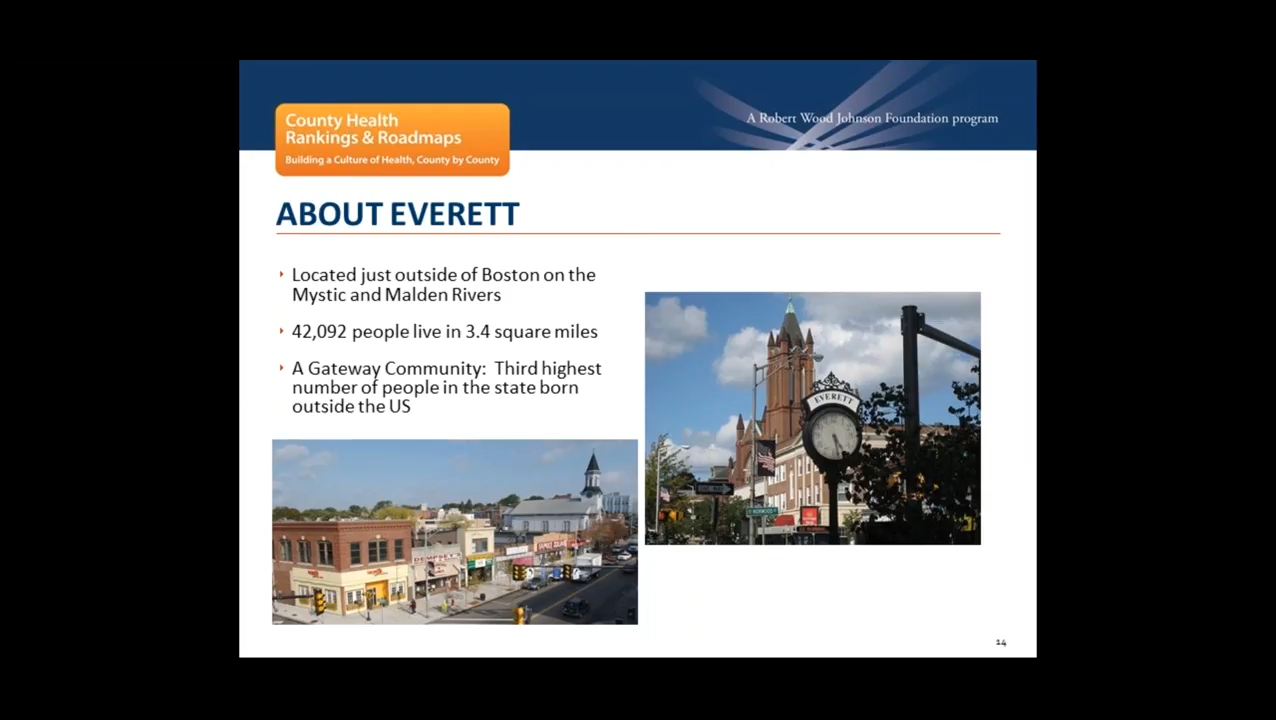 County Health
Rankings & Roadmaps
Building a Culture of Health, County by County
A Robert Wood Johnson Foundation program
ABOUT EVERETT
Located just outside of Boston on the
Mystic and Malden Rivers
42,092 people live in 3.4 square miles
A Gateway Community: Third highest
number of people in the state born
outside the US
EVERETT
DEMPSEY'S
14